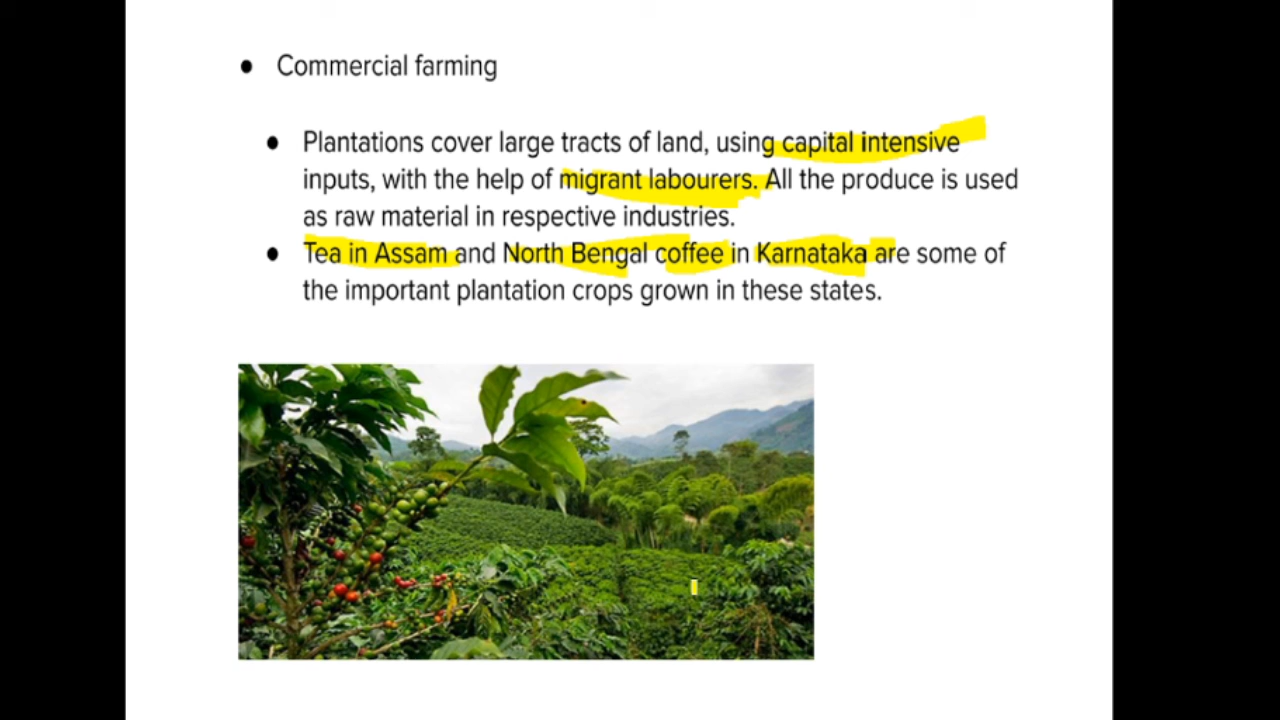 ● Commercial farming
● Plantations cover large tracts of land, using capital intensive
inputs, with the help of migrant labourers. All the produce is used
as raw material in respective industries.
● Tea in Assam and North Bengal coffee in Karnataka are some of
the important plantation crops grown in these states.